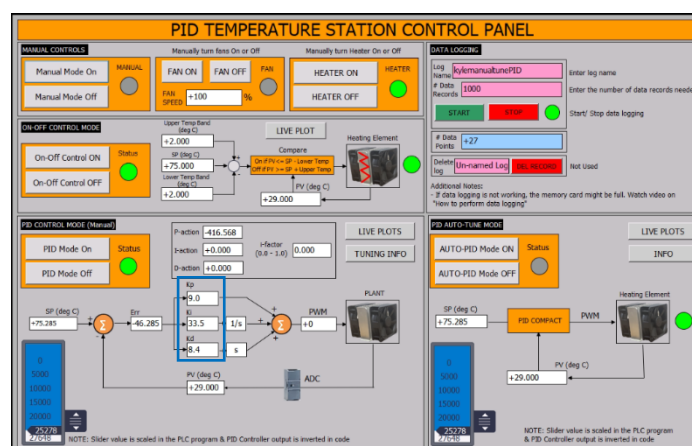 PID TEMPERATURE STATION CONTROL PANEL
MANUAL CONTROLS
Manual Mode On
Manual Mode Off
MANUAL
Manually turn fans On or Off
FAN ON
FAN OFF
FAN
FAN
SPEED
+100
%
Manually turn Heater On or Off
HEATER ON
HEATER OFF
HEATER
DATA LOGGING
Log
Name
kylemanualtunePID
Enter log name
# Data
Records
1000
Enter the number of data records neede
START
STOP
Start/ Stop data logging
# Data
Points
+27
Delete
log
Un-named Log
DEL RECORD
Not Used
Additional Notes:
- If data logging is not working, the memory card might be full. Watch video on
"How to perform data logging"
ON-OFF CONTROL MODE
On-Off Control ON
On-Off Control OFF
Status
Upper Temp Band
(deg C)
+2.000
SP (deg C)
+75.000
Lower Temp Band
(deg C)
+2.000
LIVE PLOT
Compare
On if PV <= SP - Lower Temp
Off if PV >= SP + Upper Temp
PV (deg C)
+29.000
Heating Element
PID CONTROL MODE (Manual)
PID Mode On
PID Mode Off
Status
P-action
-416.568
I-action
+0.000
D-action
+0.000
I-factor
(0.0 - 1.0)
0.000
LIVE PLOTS
TUNING INFO
SP (deg C)
+75.285
+
-
Σ
Err
-46.285
Kp
9.0
Ki
33.5
1/s
Kd
8.4
s
+
+
+
Σ
PWM
+0
PLANT
PV (deg C)
+29.000
ADC
0
5000
10000
15000
20000
25278
27648
NOTE: Slider value is scaled in the PLC program & PID Controller output is inverted in code
PID AUTO-TUNE MODE
AUTO-PID Mode ON
AUTO-PID Mode OFF
Status
LIVE PLOTS
INFO
SP (deg C)
+75.285
PID COMPACT
PWM
Heating Element
PV (deg C)
+29.000
0
5000
10000
15000
20000
25278
27648
NOTE: Slider value is scaled in the PLC program
& PID Controller output is inverted in code